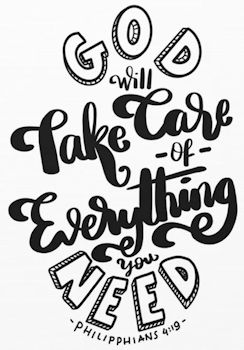 GOD
will
Take Care
-of-
Everything
you
NEED
-PHILIPPHIANS 4:19-